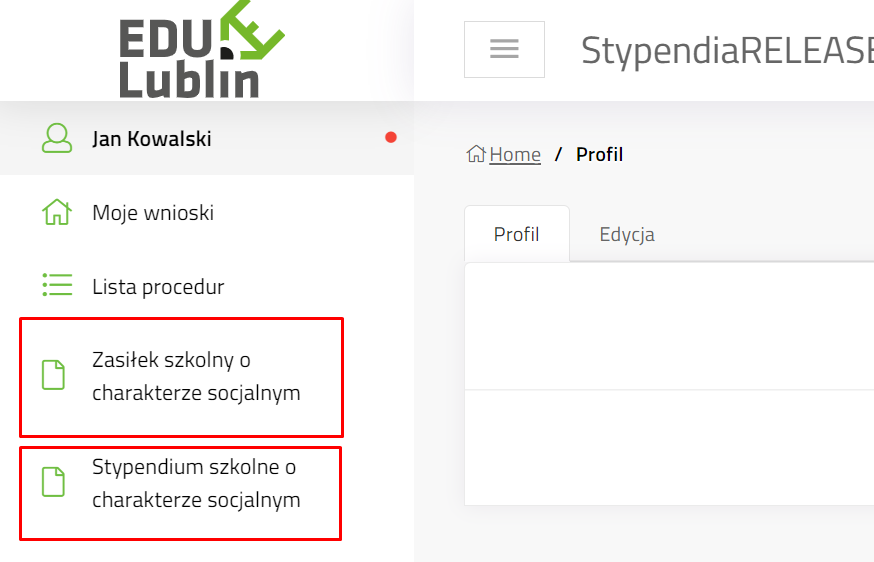 EDU
Lublin
StypendiaRELEASE
Jan Kowalski
Home / Profil
Moje wnioski
Profil
Edycja
Lista procedur
Zasiłek szkolny o
charakterze socjalnym
Stypendium szkolne o
charakterze socjalnym